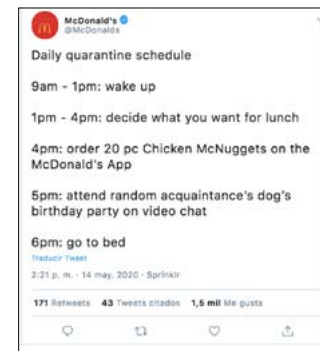 McDonald's
@McDonalds
Daily quarantine schedule
9am - 1pm: wake up
1pm - 4pm: decide what you want for lunch
4pm: order 20 pc Chicken McNuggets on the
McDonald's App
5pm: attend random acquaintance's dog's
birthday party on video chat
6pm: go to bed
Traducir Tweet
2:21 p. m. · 14 may. 2020 · Sprinklr
171 Retweets 43 Tweets citados 1,5 mil Me gusta